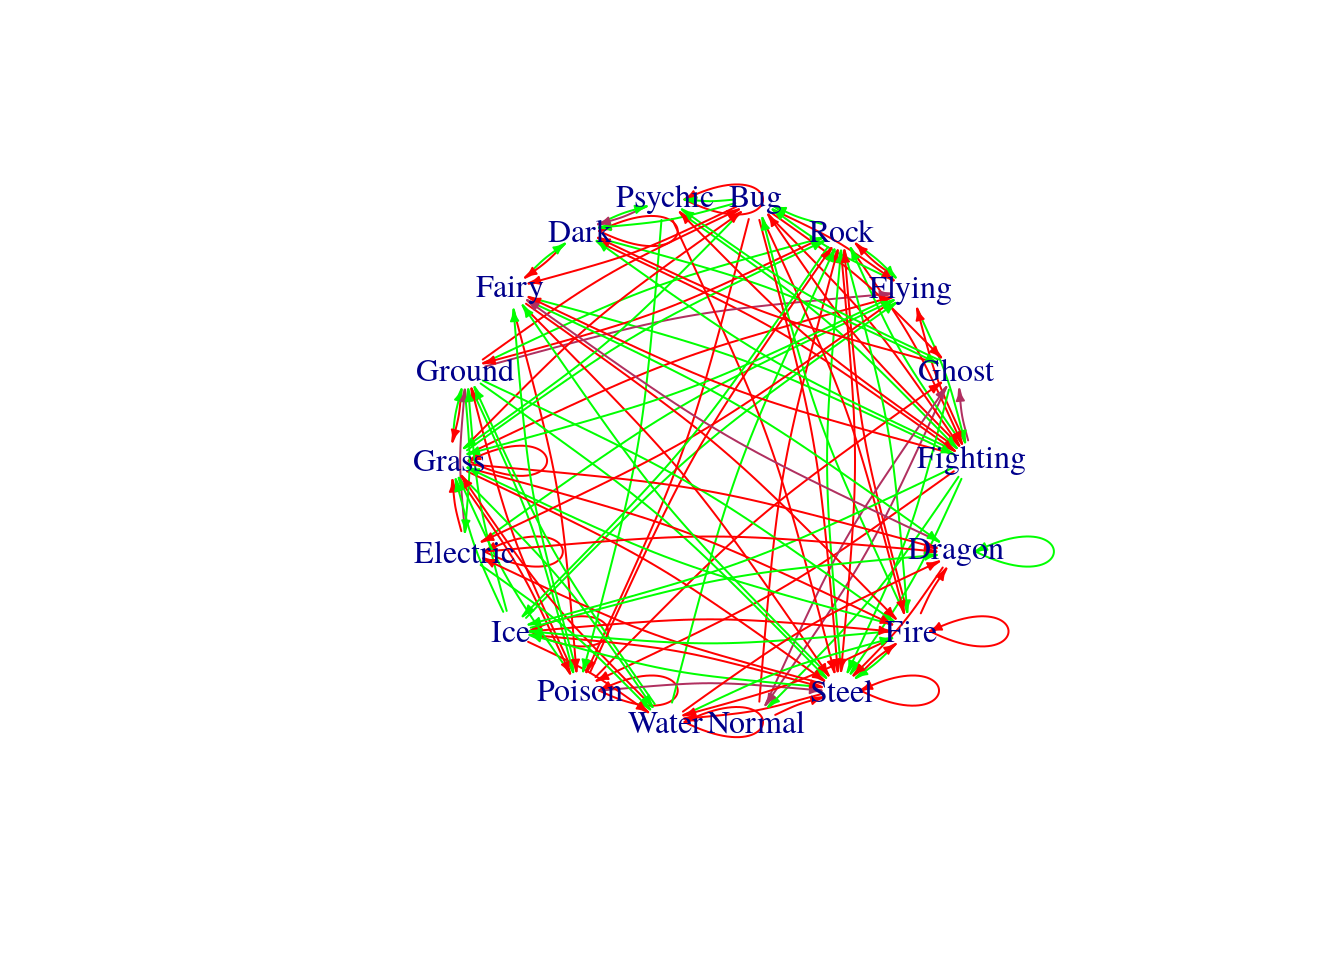 Psychic Bug
Dark Rock
Fairy Flying
Ground Ghost
Grass Fighting
Electric Dragon
Ice Fire
Poison Steel
Water Normal